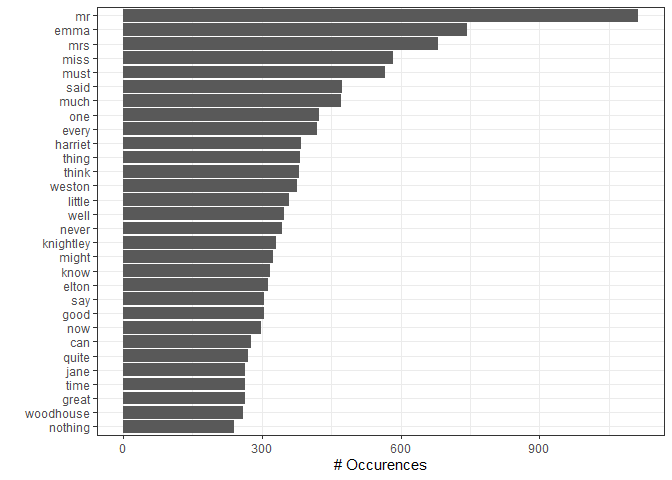 mr
emma
mrs
miss
must
said
much
one
every
harriet
thing
think
weston
little
well
never
knightley
might
know
elton
say
good
now
can
quite
jane
time
great
woodhouse
nothing
0 300 600 900
# Occurences